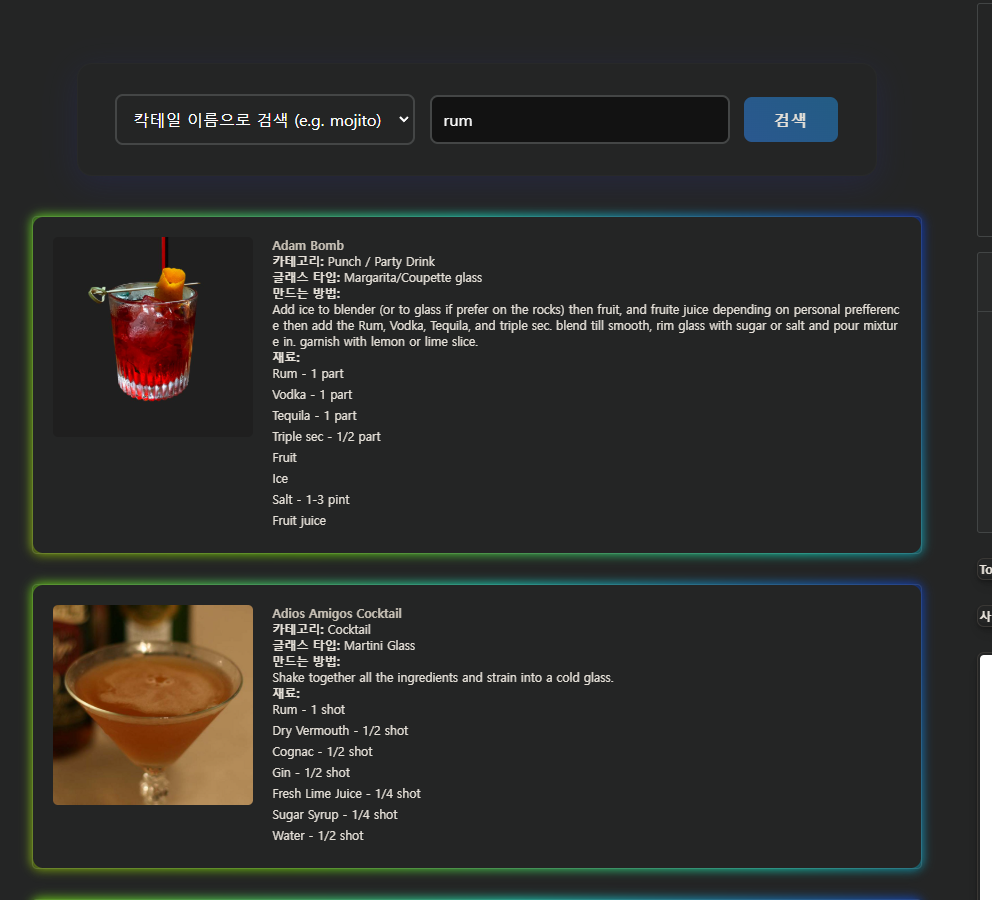 칵테일 이름으로 검색 (e.g. mojito)
rum
검색
Adam Bomb
카테고리: Punch / Party Drink
글래스 타입: Margarita/Coupette glass
만드는 방법:
Add ice to blender (or to glass if prefer on the rocks) then fruit, and fruite juice depending on personal prefferenc
e then add the Rum, Vodka, Tequila, and triple sec. blend till smooth, rim glass with sugar or salt and pour mixtur
e in. garnish with lemon or lime slice.
재료:
Rum - 1 part
Vodka - 1 part
Tequila - 1 part
Triple sec - 1/2 part
Fruit
Ice
Salt - 1-3 pint
Fruit juice
Adios Amigos Cocktail
카테고리: Cocktail
글래스 타입: Martini Glass
만드는 방법:
Shake together all the ingredients and strain into a cold glass.
재료:
Rum - 1 shot
Dry Vermouth - 1/2 shot
Cognac - 1/2 shot
Gin - 1/2 shot
Fresh Lime Juice - 1/4 shot
Sugar Syrup - 1/4 shot
Water - 1/2 shot
To
사